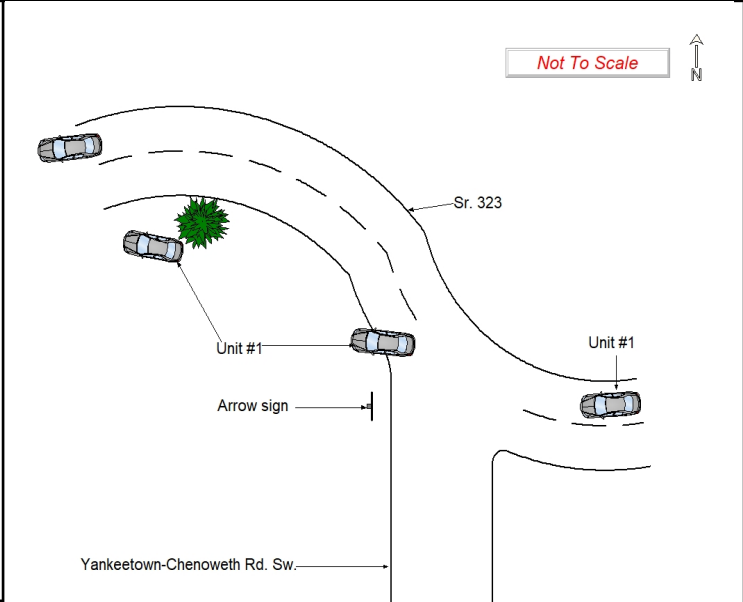 Not To Scale
N
Sr. 323
Unit #1
Unit #1
Arrow sign
Yankeetown-Chenoweth Rd. Sw.